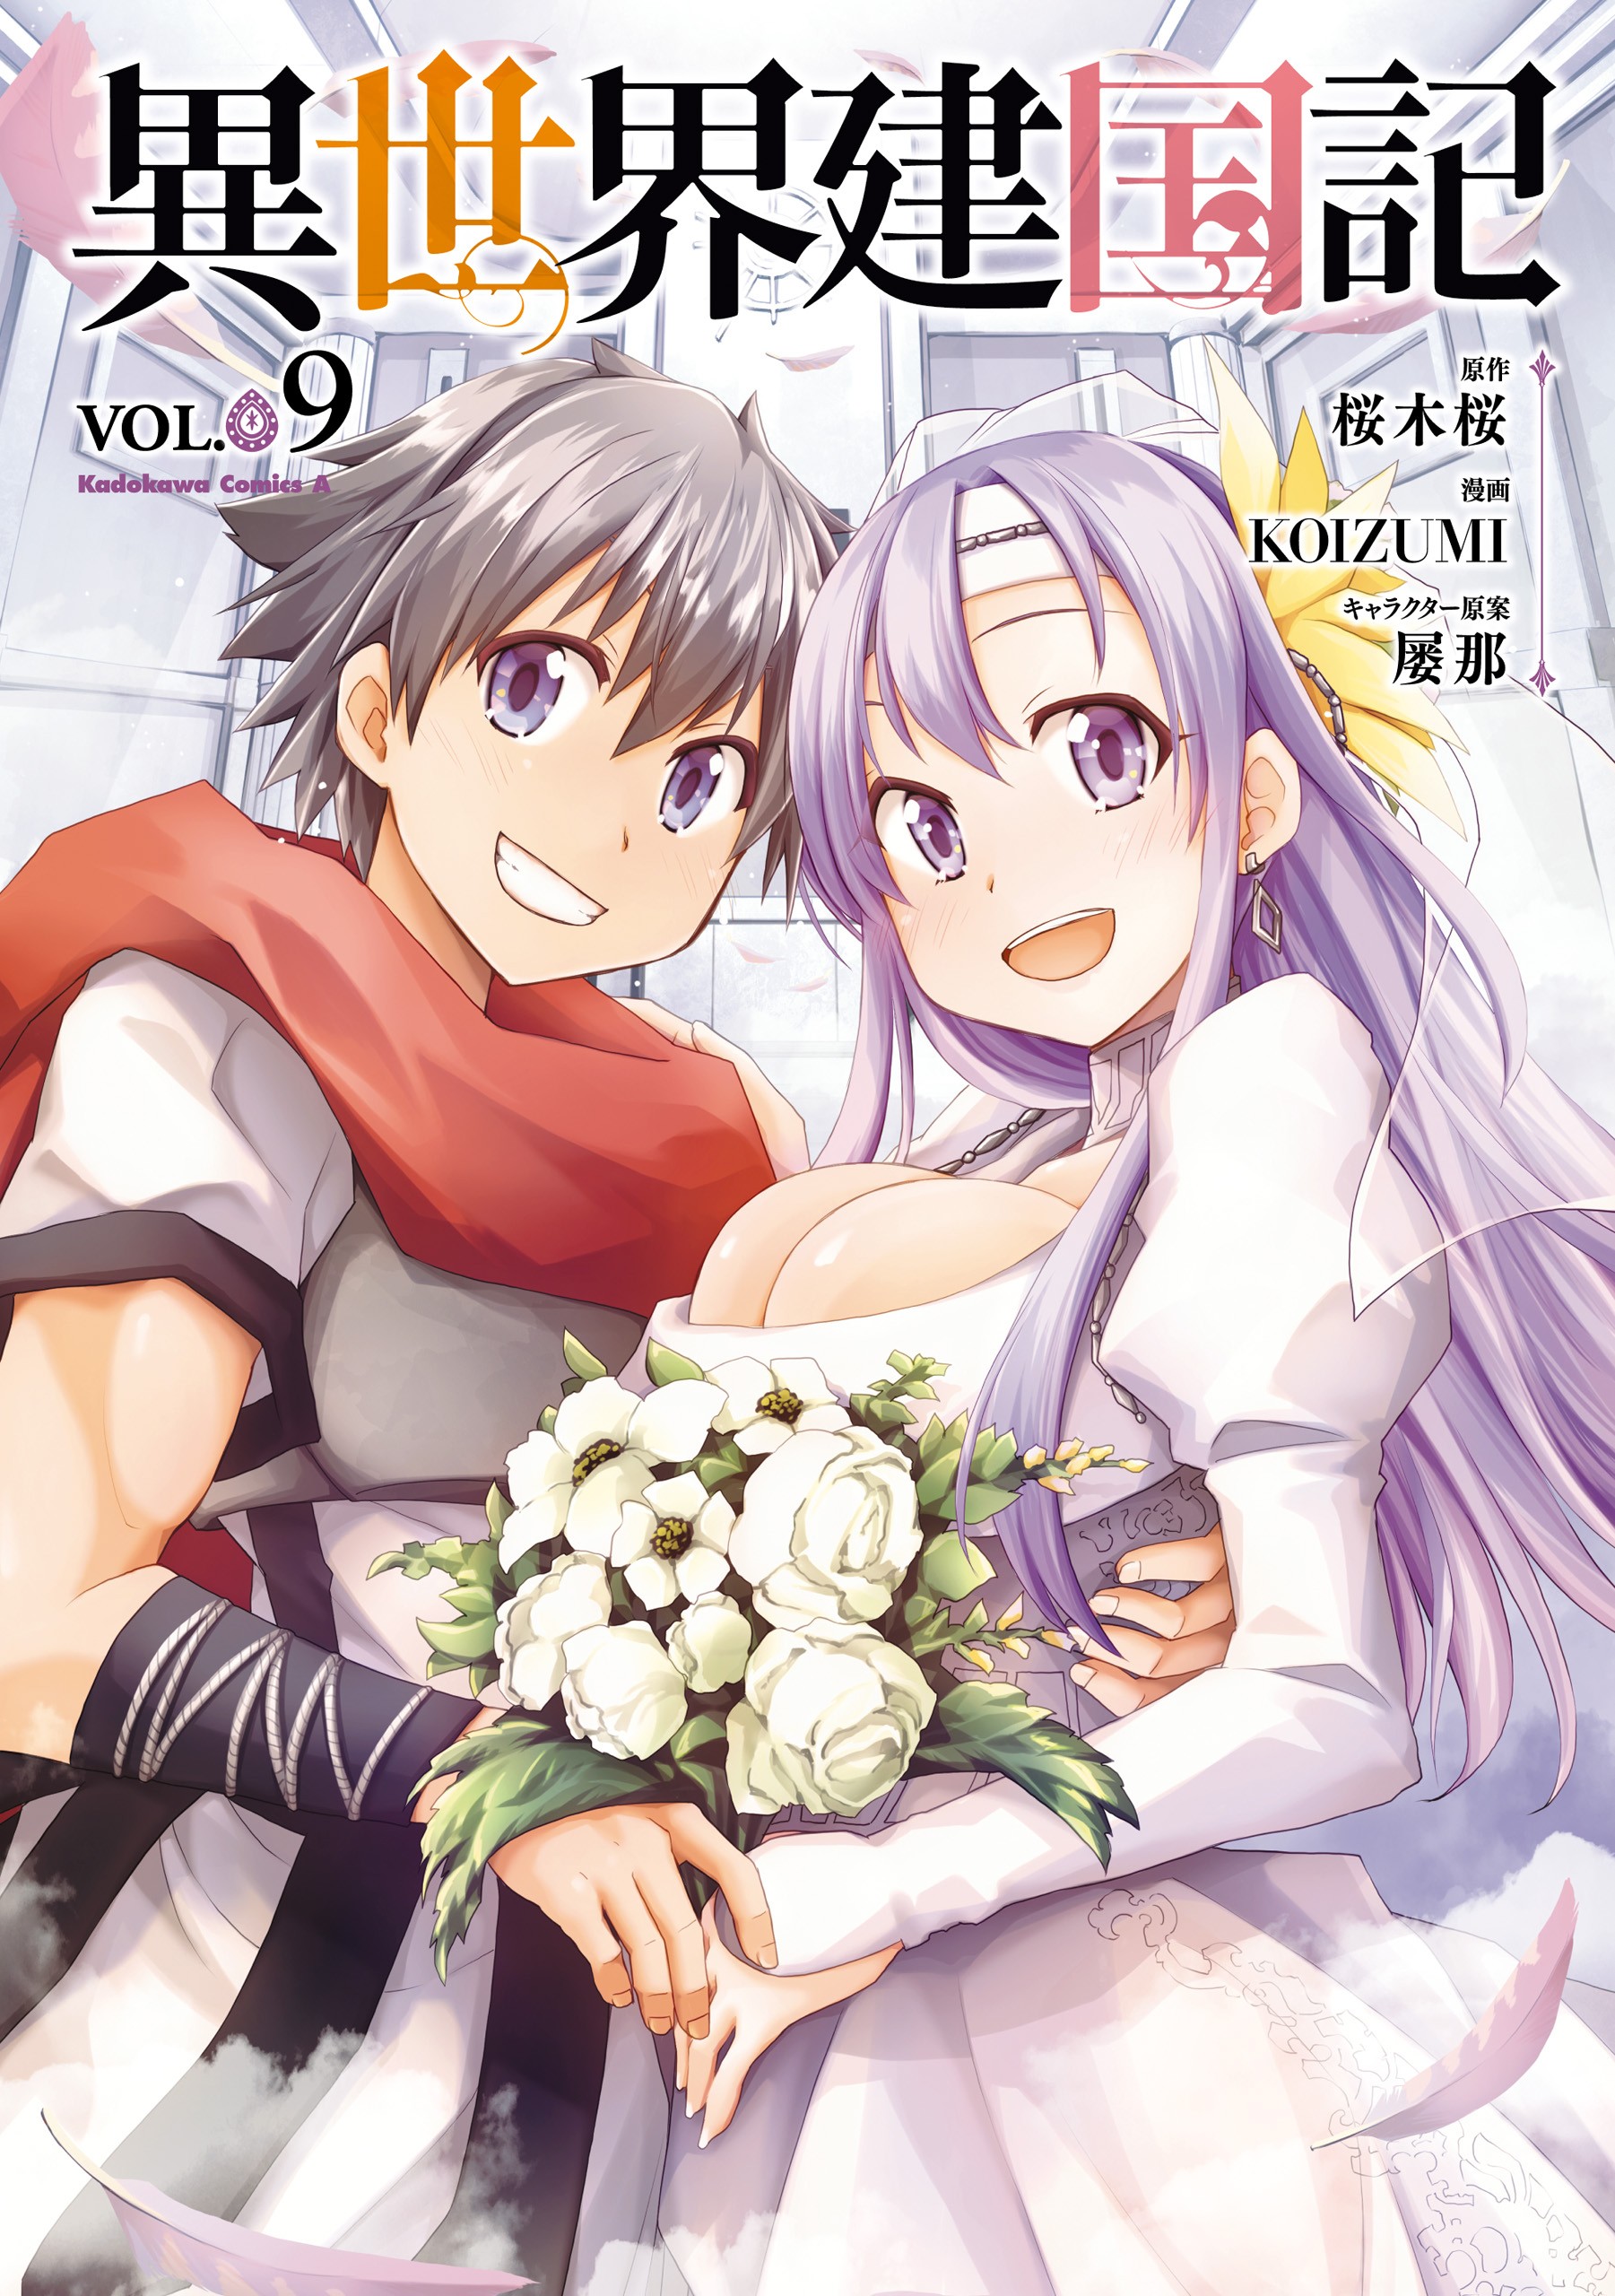 異世界建国記
VOL.9
Kadokawa Comics A
原作
桜木桜
漫画
KOIZUMI
キャラクター原案
屡那